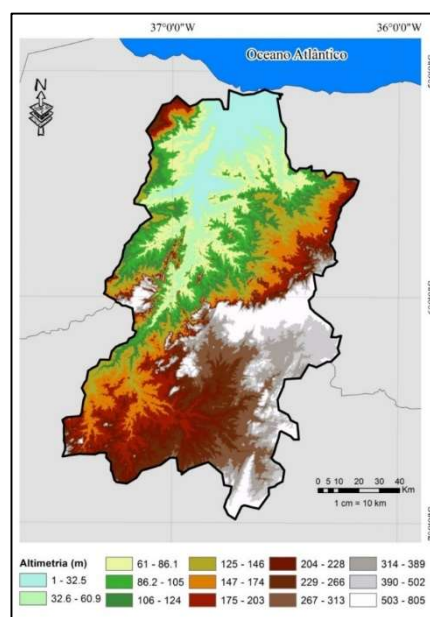 37°0'0"W 36°0'0"W
Oceano Atlântico
N
0 5 10 20 30 40
Km
1 cm = 10 km
Altimetria (m)
1 - 32.5
32.6 - 60.9
61 - 86.1
86.2 - 105
106 - 124
125 - 146
147 - 174
175 - 203
204 - 228
229 - 266
267 - 313
314 - 389
390 - 502
503 - 805